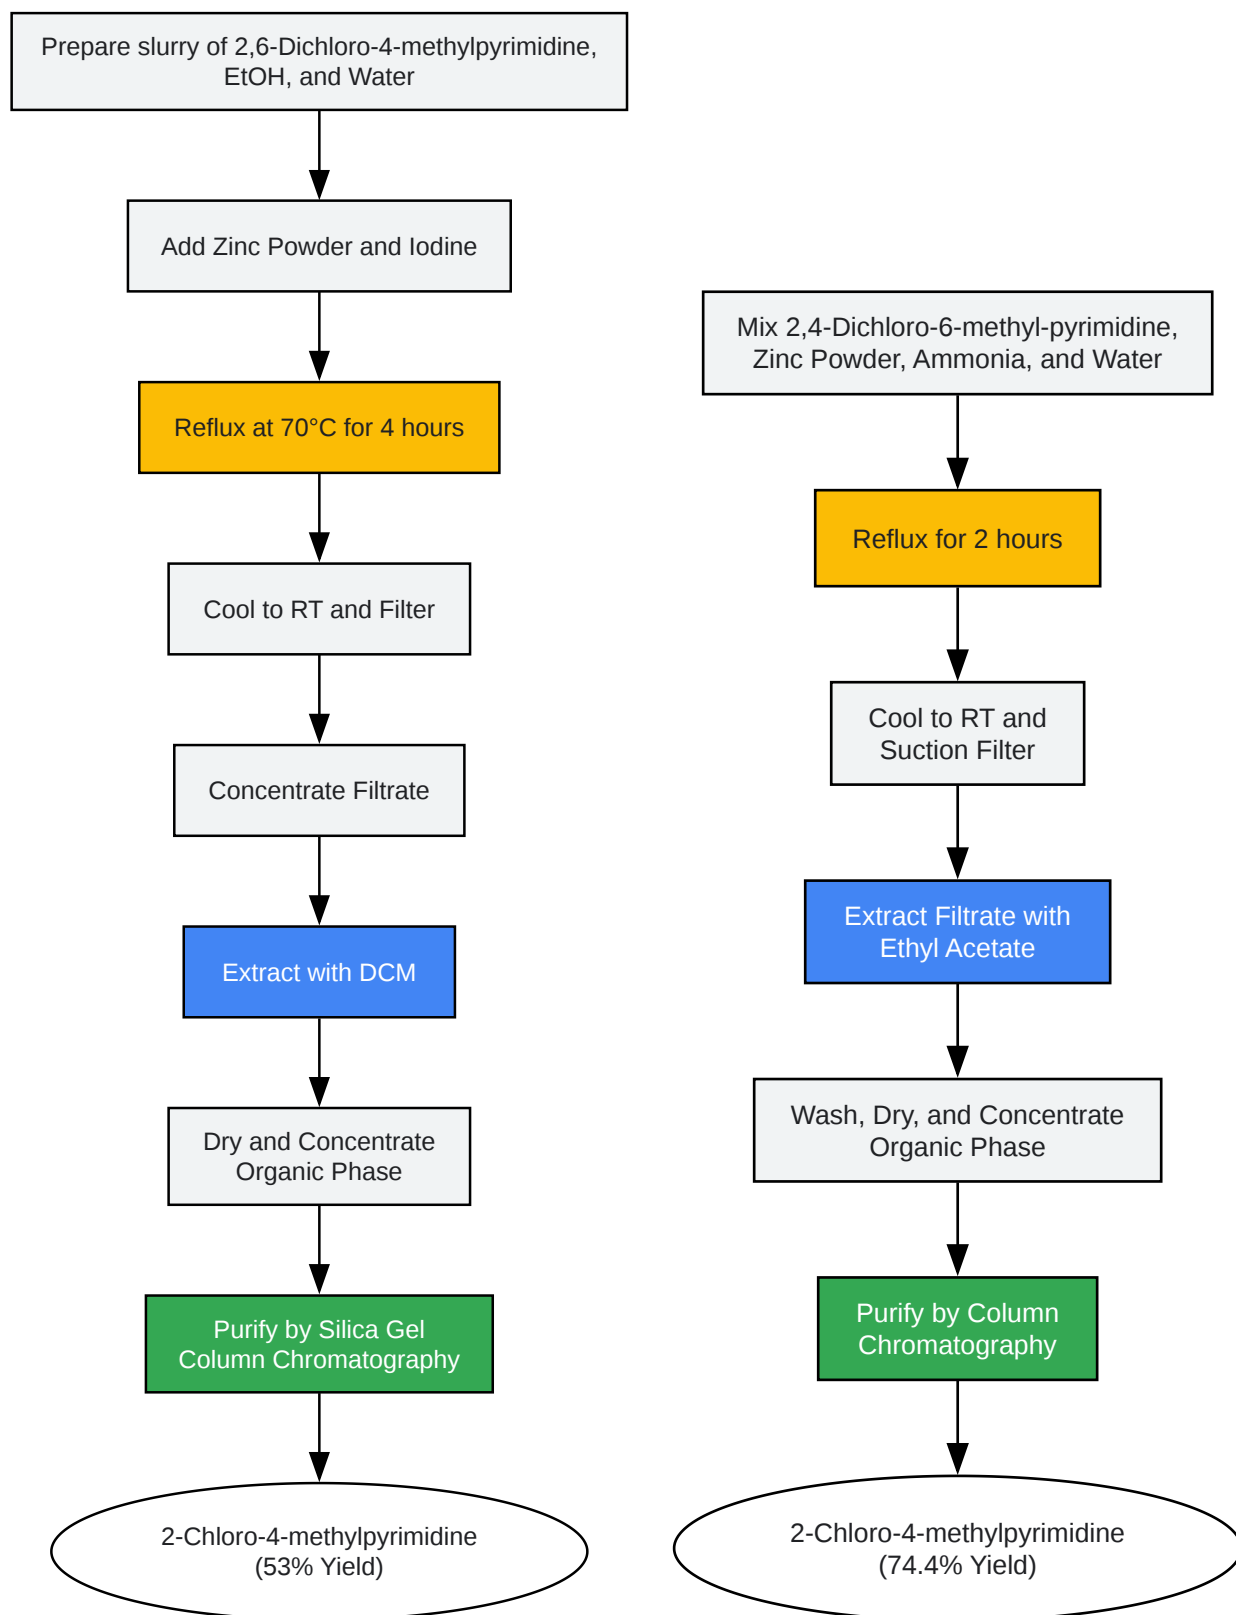 Prepare slurry of 2,6-Dichloro-4-methylpyrimidine,
EtOH, and Water
Add Zinc Powder and Iodine
Reflux at 70°C for 4 hours
Cool to RT and Filter
Concentrate Filtrate
Extract with DCM
Dry and Concentrate
Organic Phase
Purify by Silica Gel
Column Chromatography
2-Chloro-4-methylpyrimidine
(53% Yield)
Mix 2,4-Dichloro-6-methyl-pyrimidine,
Zinc Powder, Ammonia, and Water
Reflux for 2 hours
Cool to RT and
Suction Filter
Extract Filtrate with
Ethyl Acetate
Wash, Dry, and Concentrate
Organic Phase
Purify by Column
Chromatography
2-Chloro-4-methylpyrimidine
(74.4% Yield)